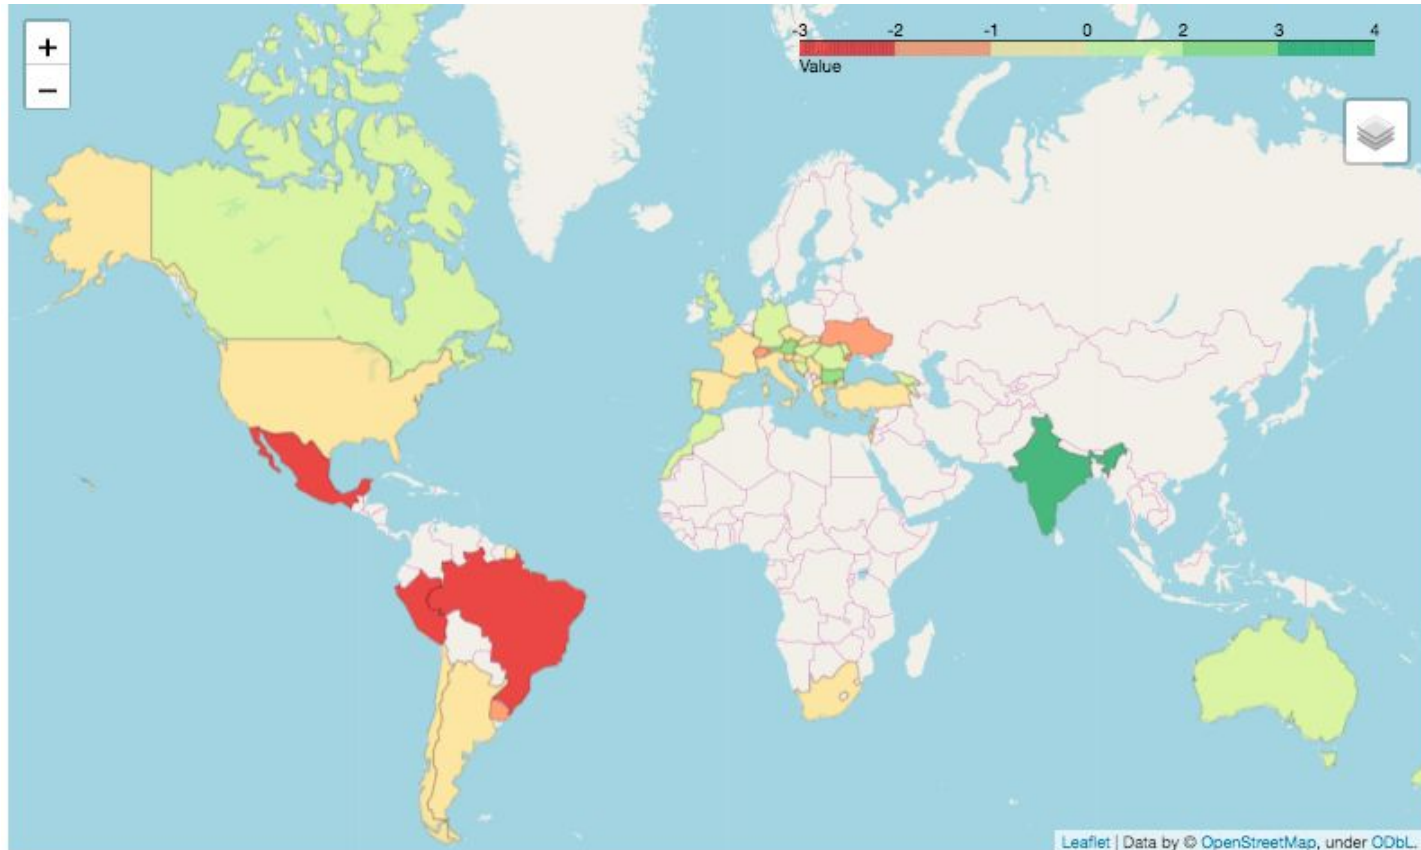 +
−
-3 -2 -1 0 2 3 4
Value
Leaflet | Data by © OpenStreetMap, under ODbL.